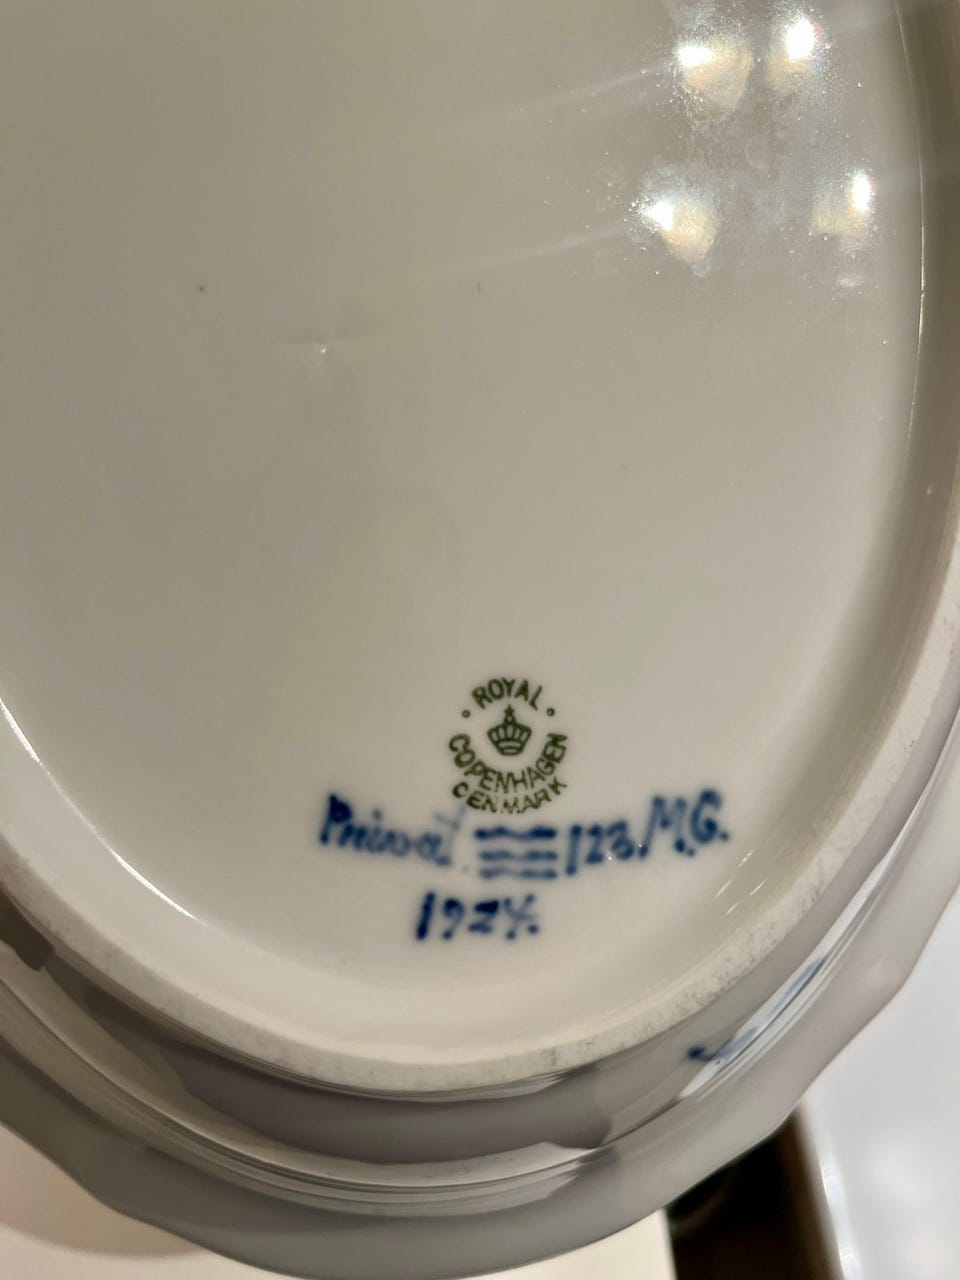 ROYAL
COPENHAGEN
DENMARK
Privat 123. M.G.
1924.